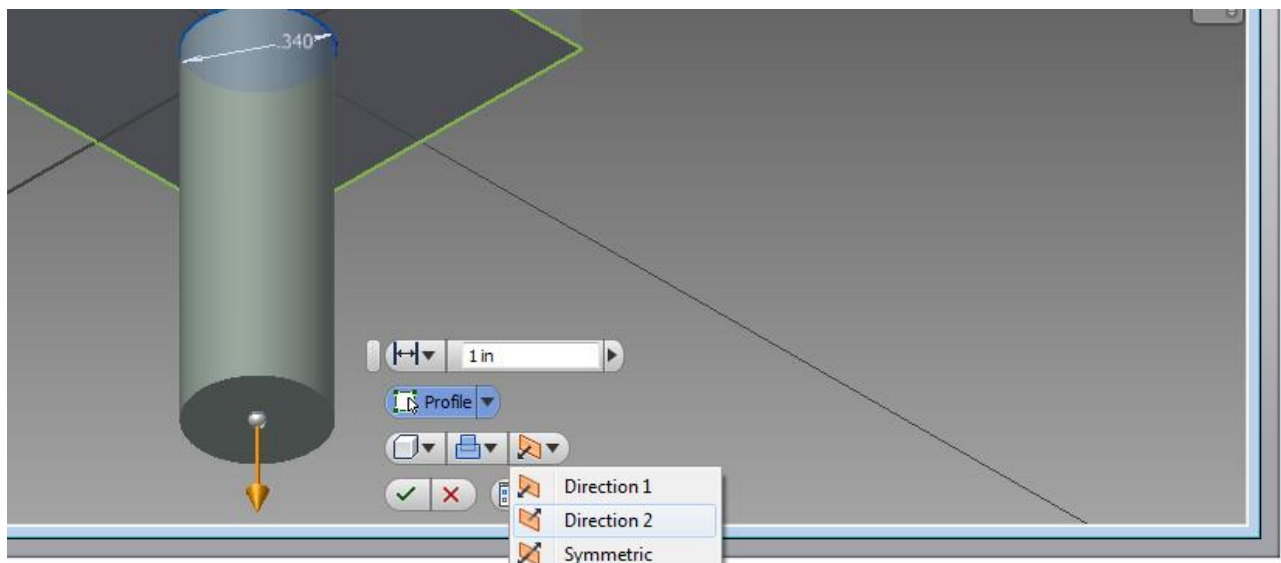 .340
1 in
Profile
Direction 1
Direction 2
Symmetric